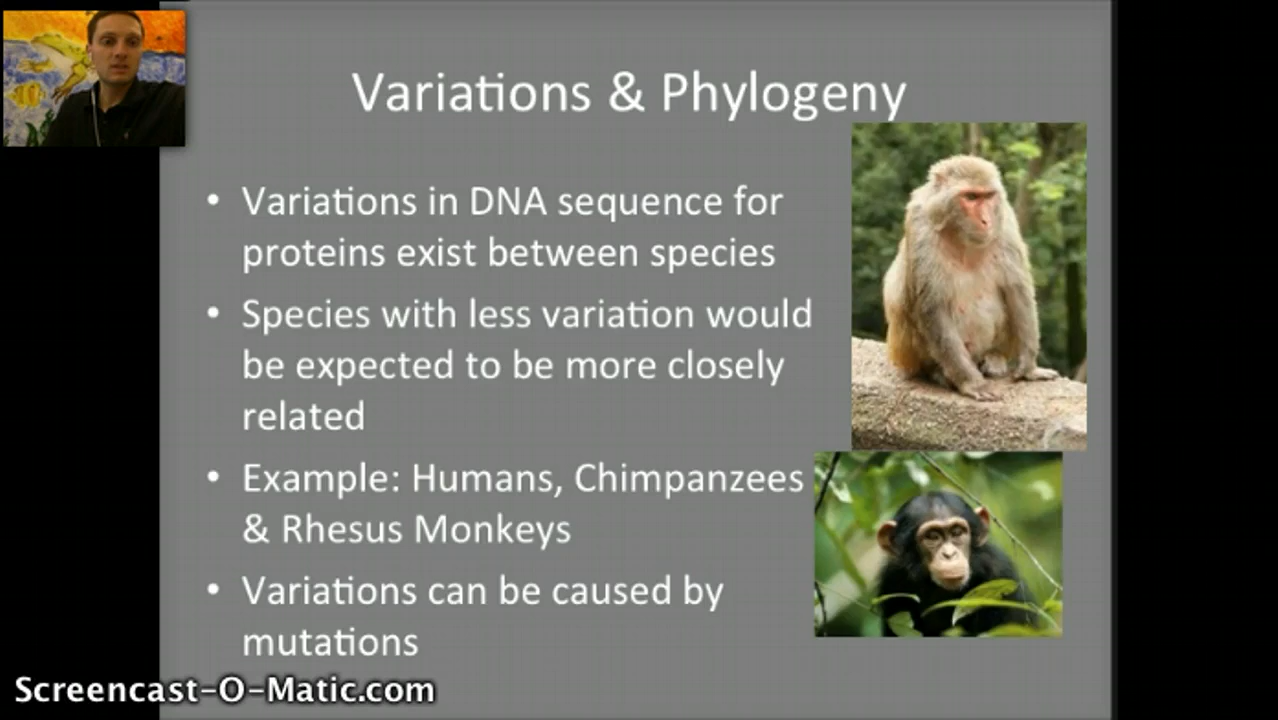 Variations & Phylogeny
• Variations in DNA sequence for
proteins exist between species
• Species with less variation would
be expected to be more closely
related
• Example: Humans, Chimpanzees
& Rhesus Monkeys
• Variations can be caused by
mutations
Screencast-O-Matic.com